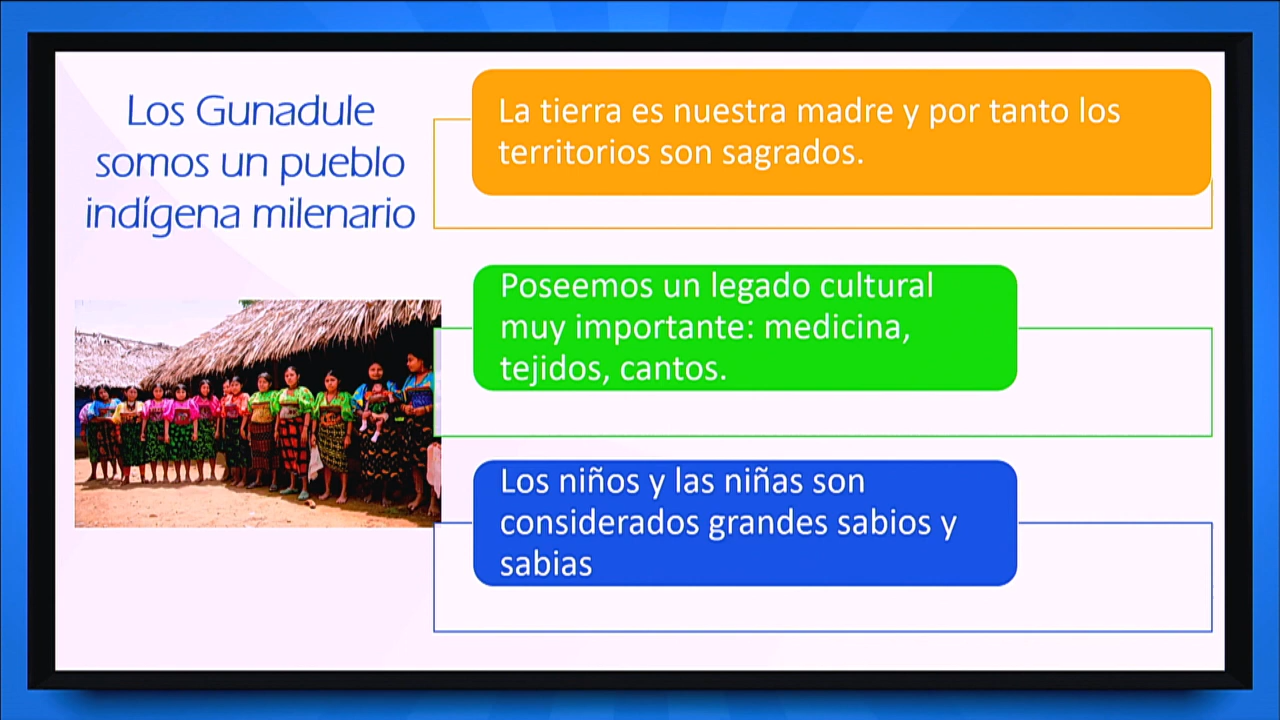 Los Gunadule
somos un pueblo
indígena milenario
La tierra es nuestra madre y por tanto los
territorios son sagrados.
Poseemos un legado cultural
muy importante: medicina,
tejidos, cantos.
Los niños y las niñas son
considerados grandes sabios y
sabias